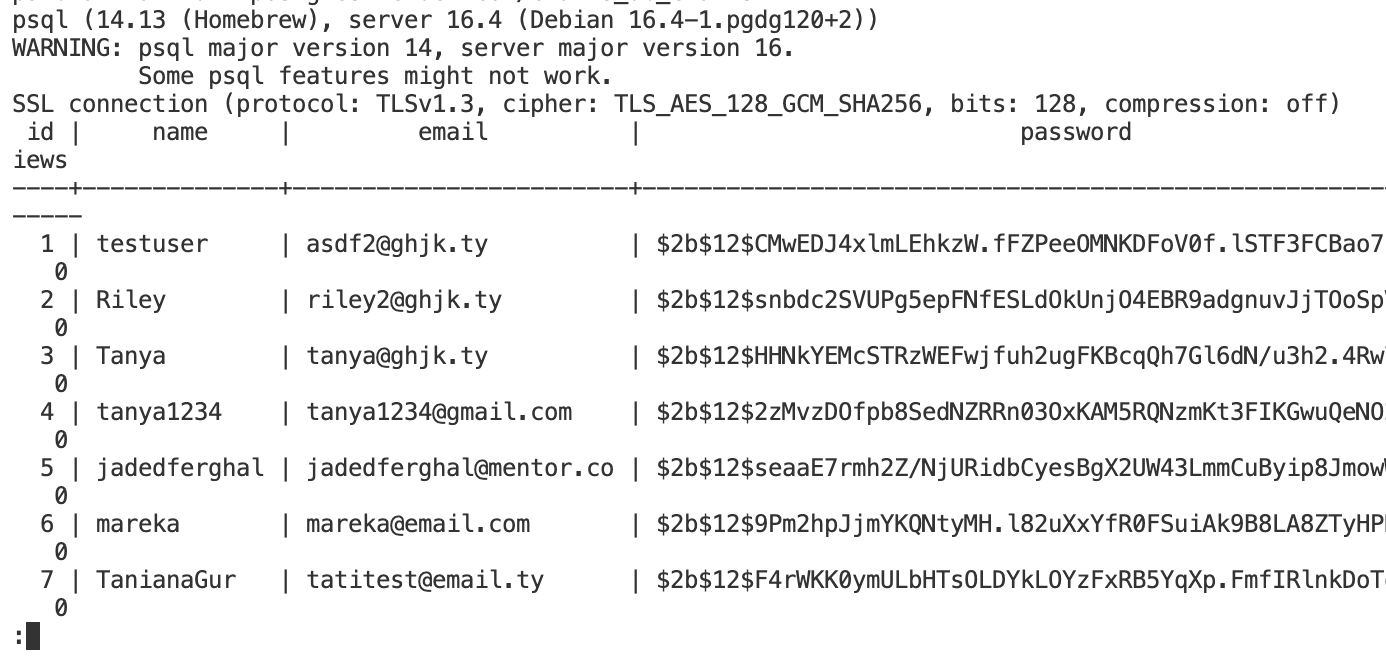 psql (14.13 (Homebrew), server 16.4 (Debian 16.4-1.pgdg120+2))
WARNING: psql major version 14, server major version 16.
         Some psql features might not work.
SSL connection (protocol: TLSv1.3, cipher: TLS_AES_128_GCM_SHA256, bits: 128, compression: off)
 id |     name     |         email          |                           password
iews
----+--------------+------------------------+-----------------------------------------------------
-----
  1 | testuser     | asdf2@ghjk.ty          | $2b$12$CMwEDJ4xlmLEhkzW.fFZPeeOMNKDFoV0f.lSTF3FCBao7
   0
  2 | Riley        | riley2@ghjk.ty         | $2b$12$snbdc2SVUPg5epFNfESLdOkUnjO4EBR9adgnuvJjTOoSp
   0
  3 | Tanya        | tanya@ghjk.ty          | $2b$12$HHNkYEMcSTRzWEFwjfuh2ugFKBcqQh7Gl6dN/u3h2.4Rw
   0
  4 | tanya1234    | tanya1234@gmail.com    | $2b$12$2zMvzDOfpb8SedNZRRn03OxKAM5RQNzmKt3FIKGwuQeNO
   0
  5 | jadedferghal | jadedferghal@mentor.co | $2b$12$seaaE7rmh2Z/NjURidbCyesBgX2UW43LmmCuByip8Jmow
   0
  6 | mareka       | mareka@email.com       | $2b$12$9Pm2hpJjmYKQNtyMH.l82uXxYfR0FSuiAk9B8LA8ZTyHP
   0
  7 | TanianaGur   | tatitest@email.ty      | $2b$12$F4rWKK0ymULbHTsOLDYkLOYzFxRB5YqXp.FmfIRlnkDoT
   0
: